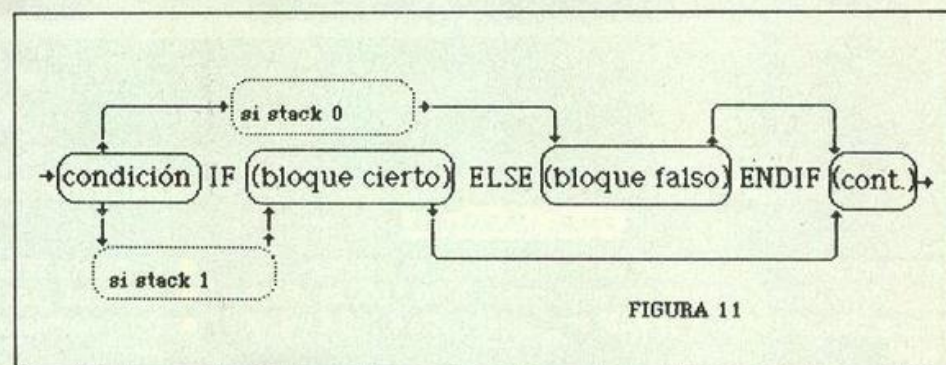 si stack 0
condición IF (bloque cierto) ELSE (bloque falso) ENDIF (cont.)
si stack 1
FIGURA 11